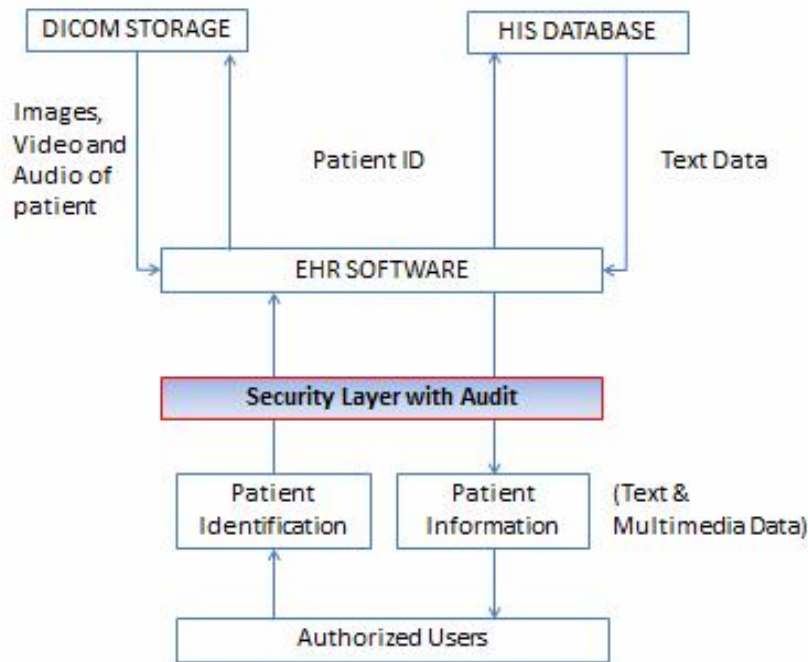 DICOM STORAGE
HIS DATABASE
Images,
Video and
Audio of
patient
Patient ID
Text Data
EHR SOFTWARE
Security Layer with Audit
Patient
Identification
Patient
Information
(Text &
Multimedia Data)
Authorized Users